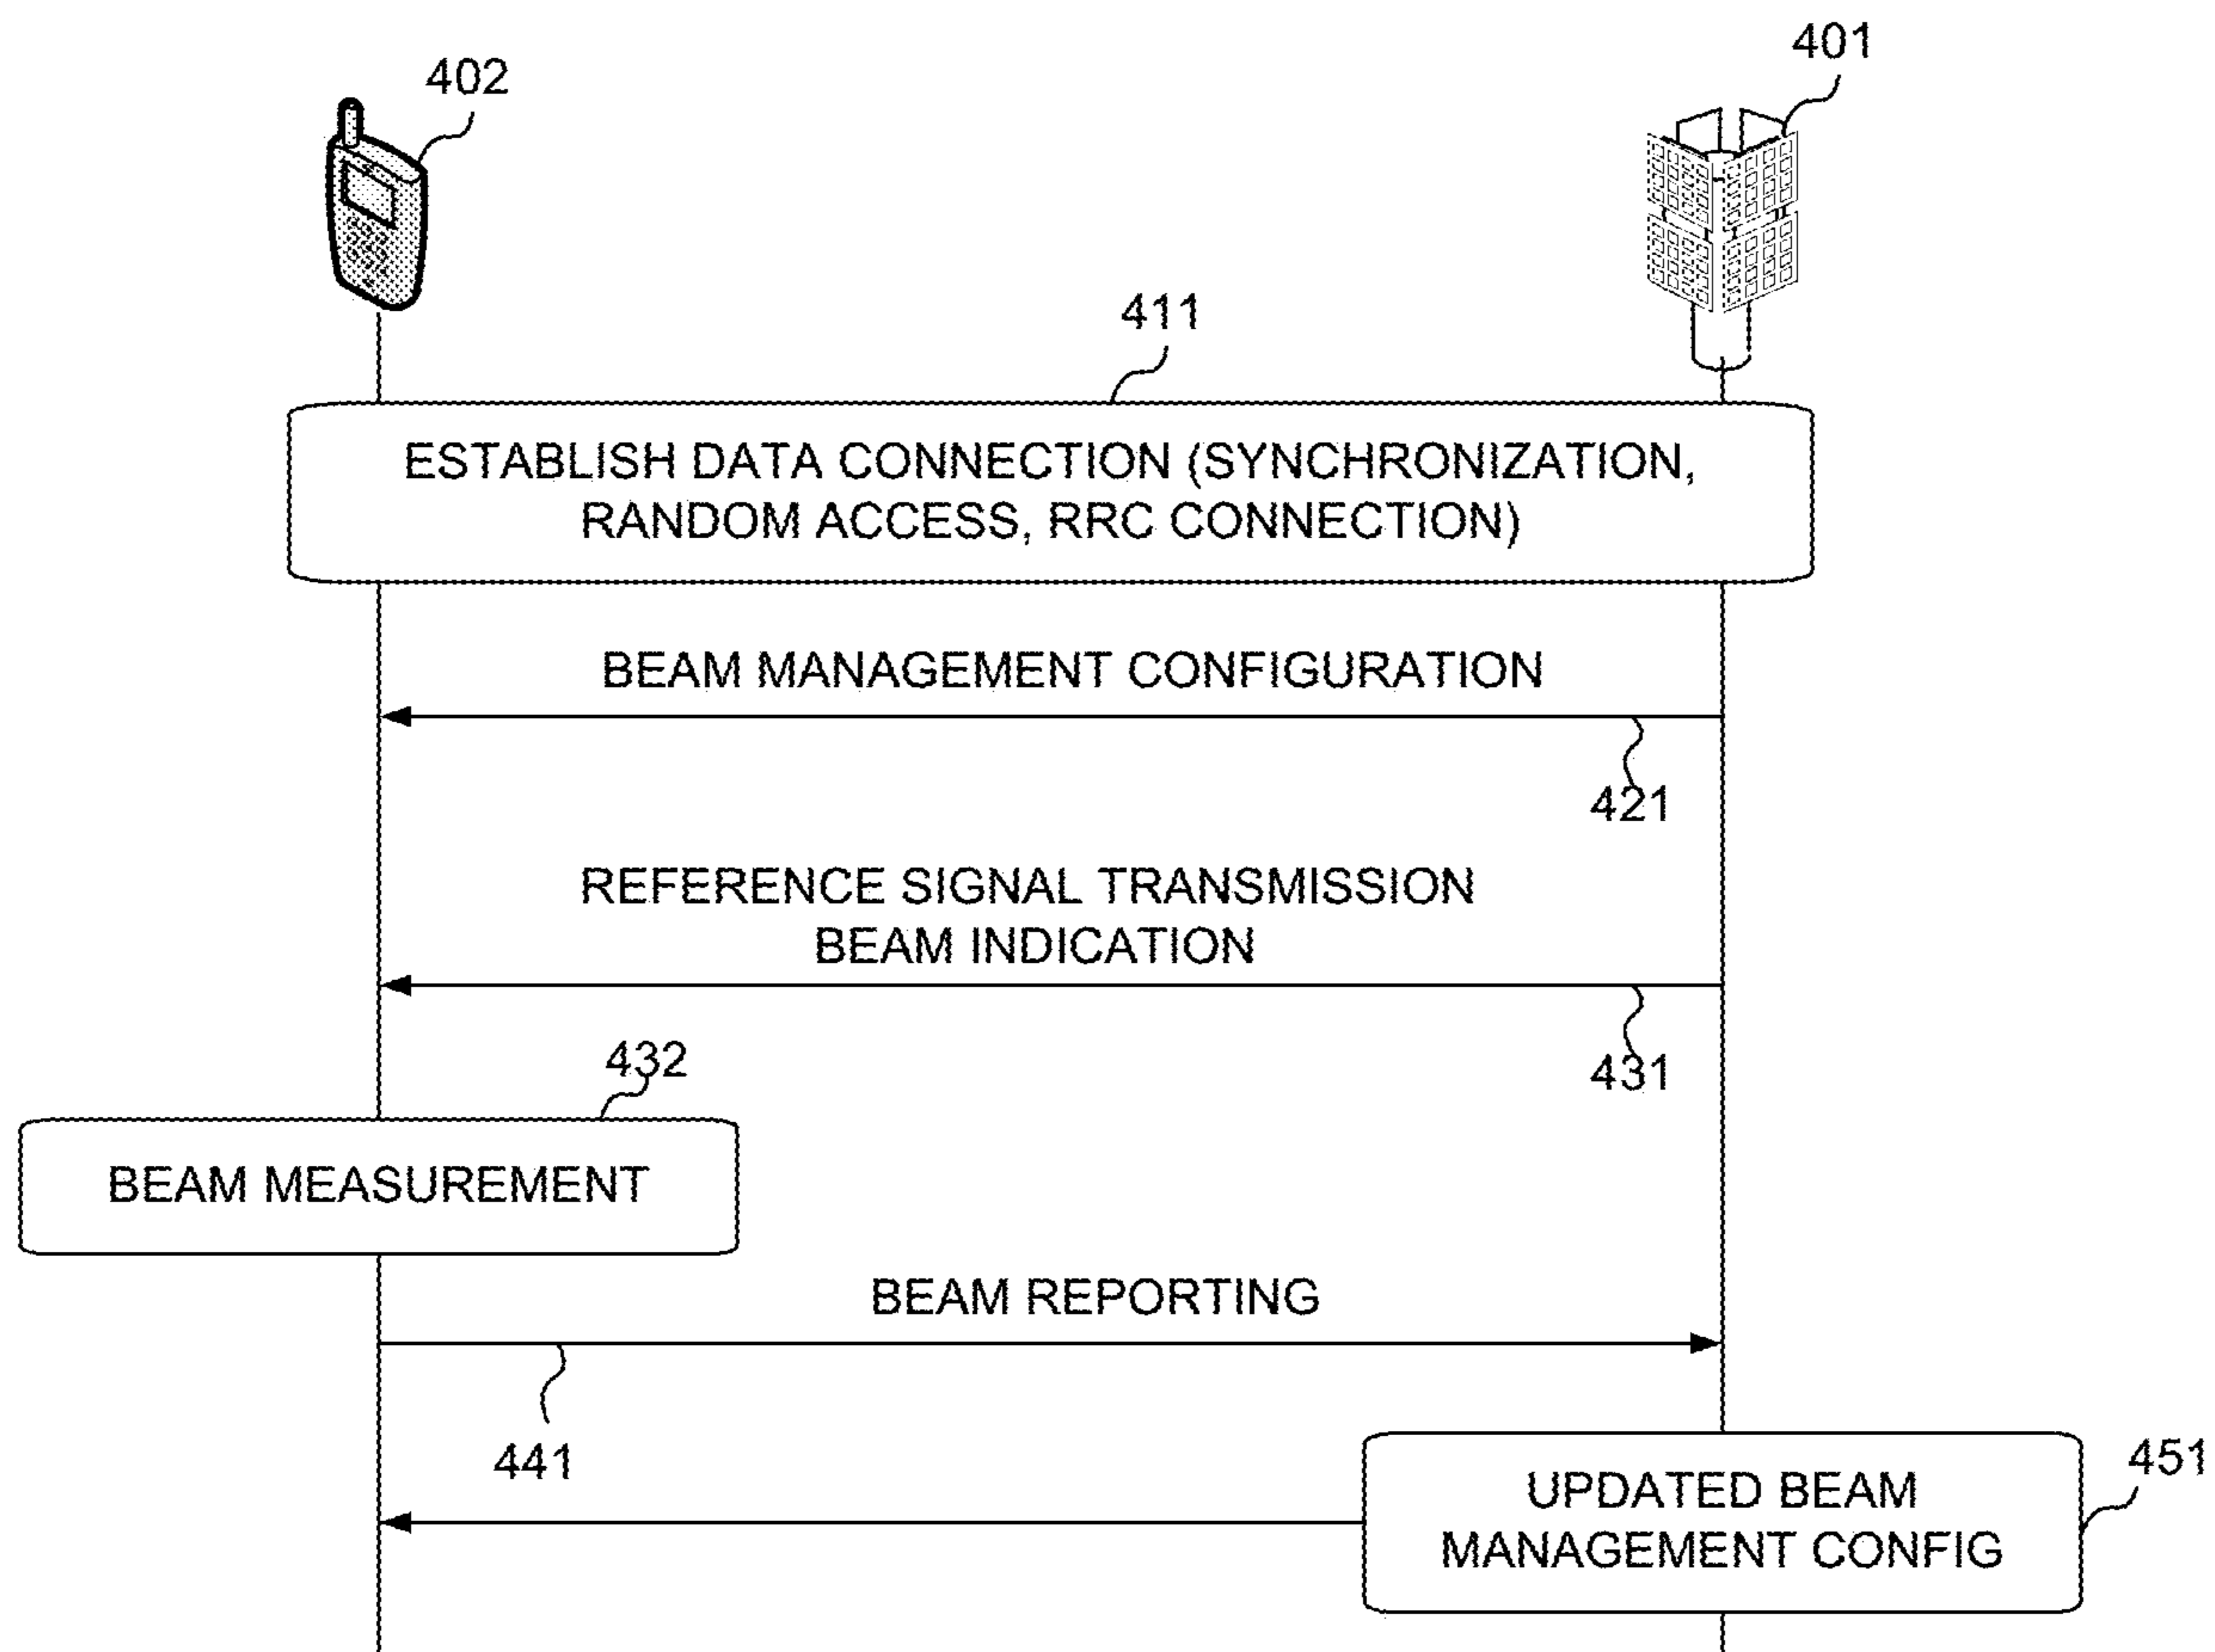 401
402
411
ESTABLISH DATA CONNECTION (SYNCHRONIZATION,
RANDOM ACCESS, RRC CONNECTION)
BEAM MANAGEMENT CONFIGURATION
421
REFERENCE SIGNAL TRANSMISSION
BEAM INDICATION
431
432
BEAM MEASUREMENT
BEAM REPORTING
441
451
UPDATED BEAM
MANAGEMENT CONFIG